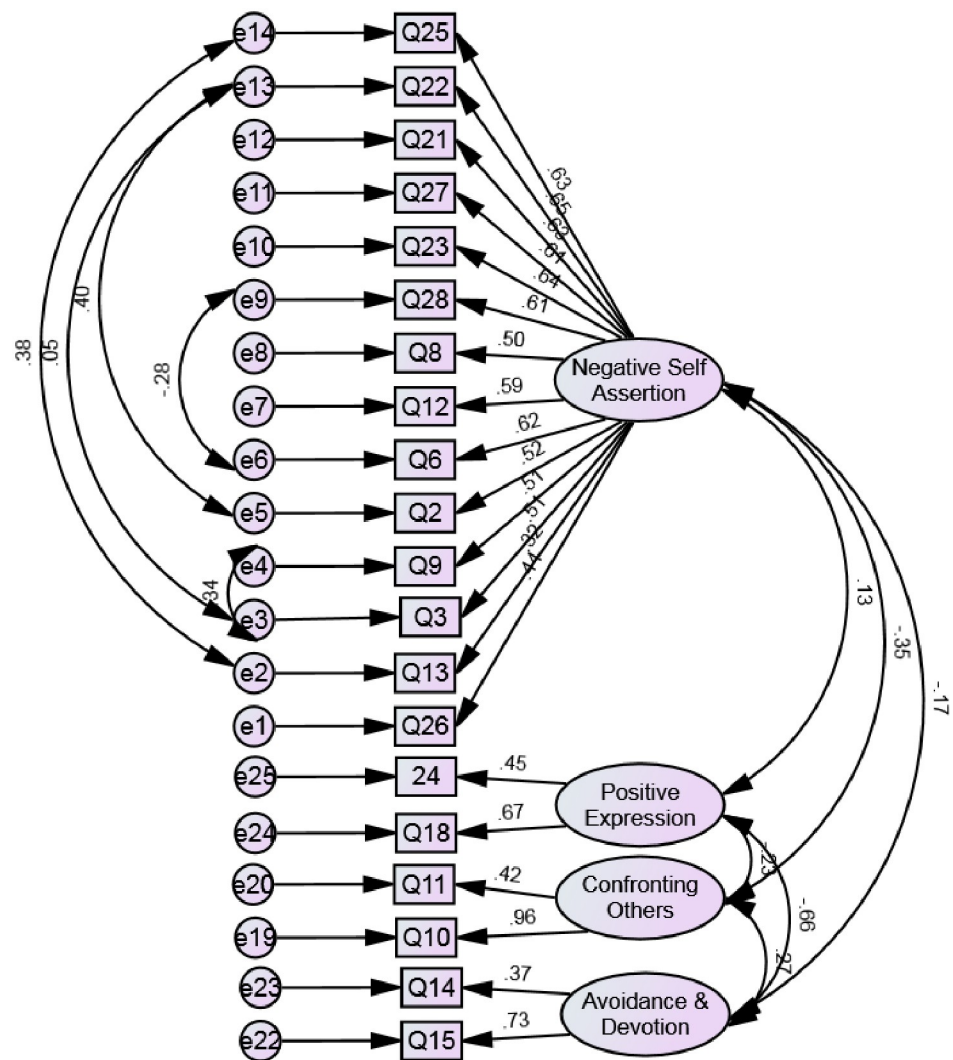 e14
Q25
e13
Q22
e12
Q21
e11
Q27
e10
Q23
e9
Q28
e8
Q8
e7
Q12
e6
Q6
e5
Q2
e4
Q9
e3
Q3
e2
Q13
e1
Q26
e25
24
e24
Q18
e20
Q11
e19
Q10
e23
Q14
e22
Q15
.38
.05
.40
-.28
.34
.63
.65
.63
.61
.64
.61
.50
.59
.62
.52
.51
.51
.32
.44
Negative Self
Assertion
.13
-.35
-.17
.45
.67
Positive
Expression
.42
.96
Confronting
Others
.37
.73
Avoidance &
Devotion
-.23
-.66
.27